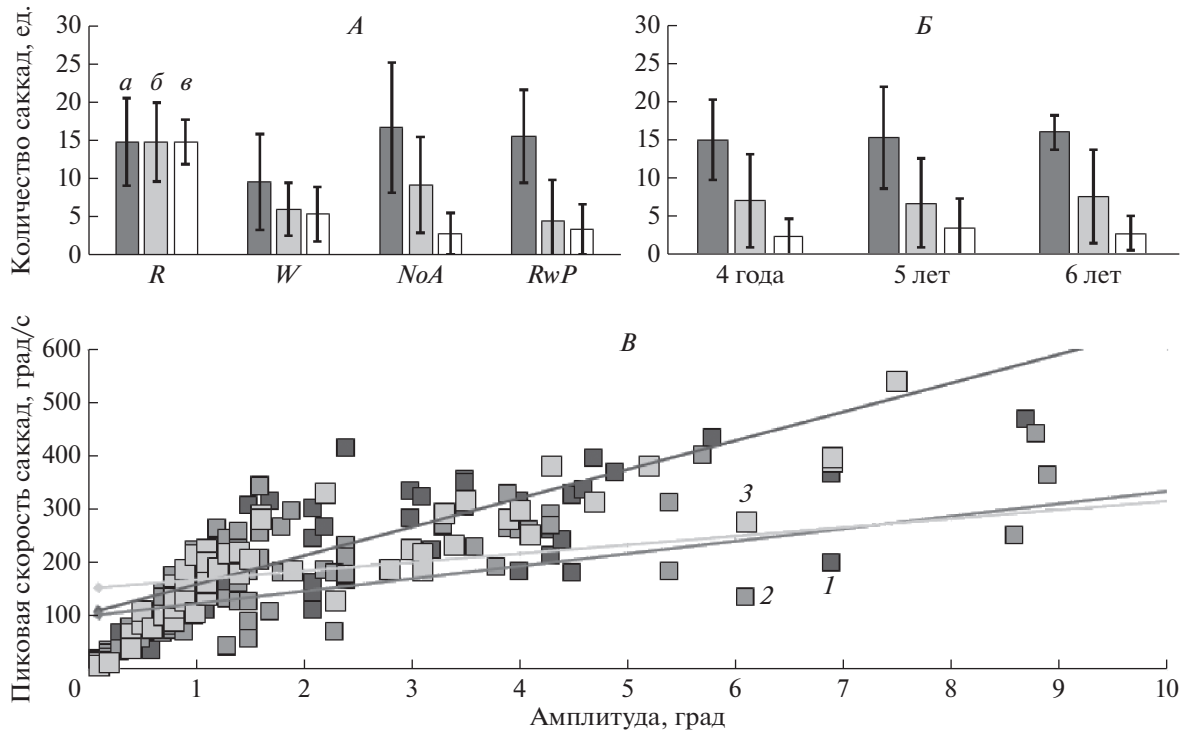 Количество саккад, ед.
А
30
25
20
15
10
5
0
а б в
R W NoA RwP
Б
30
25
20
15
10
5
0
4 года 5 лет 6 лет
Пиковая скорость саккад, град/с
В
600
500
400
300
200
100
0
3
2
1
1 2 3 4 5 6 7 8 9 10
Амплитуда, град